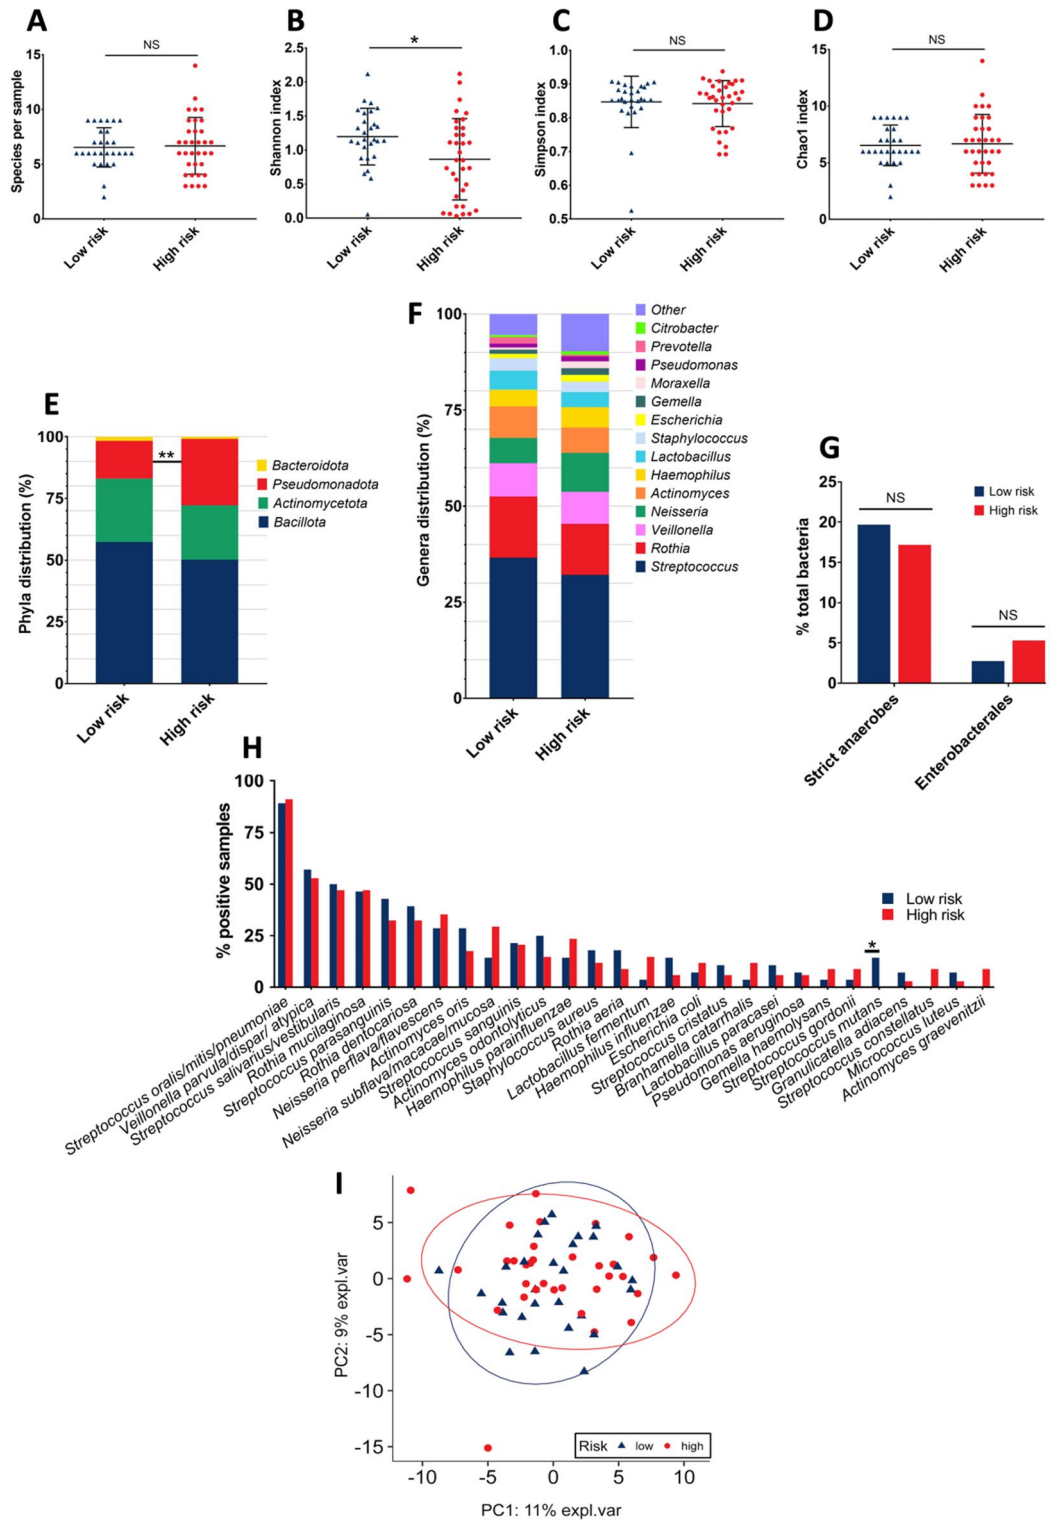 A
NS
Species per sample
15
10
5
0
Low risk
High risk
B
*
Shannon index
2.5
2.0
1.5
1.0
0.5
0.0
Low risk
High risk
C
NS
Simpson index
1.0
0.9
0.8
0.7
0.6
0.5
Low risk
High risk
D
NS
Chao1 index
15
10
5
0
Low risk
High risk
E
Phyla distribution (%)
100
75
50
25
0
**
Low risk
High risk
Bacteroidota
Pseudomonadota
Actinomycetota
Bacillota
F
Genera distribution (%)
100
75
50
25
0
Low risk
High risk
Other
Citrobacter
Prevotella
Pseudomonas
Moraxella
Gemella
Escherichia
Staphylococcus
Lactobacillus
Haemophilus
Actinomyces
Neisseria
Veillonella
Rothia
Streptococcus
G
% total bacteria
25
20
15
10
5
0
NS
NS
Low risk
High risk
Strict anaerobes
Enterobacterales
H
% positive samples
100
75
50
25
0
Low risk
High risk
*
Streptococcus oralis/mitis/pneumoniae
Veillonella parvula/dispar/ atypica
Streptococcus salivarius/vestibularis
Rothia mucilaginosa
Streptococcus parasanguinis
Rothia dentocariosa
Neisseria perflava/flavescens
Actinomyces oris
Neisseria subflava/macacae/mucosa
Streptococcus sanguinis
Actinomyces odontolyticus
Haemophilus parainfluenzae
Staphylococcus aureus
Rothia aeria
Lactobacillus fermentum
Haemophilus influenzae
Escherichia coli
Streptococcus cristatus
Branhamella catarrhalis
Lactobacillus paracasei
Pseudomonas aeruginosa
Gemella haemolysans
Streptococcus gordonii
Streptococcus mutans
Granulicatella adiacens
Streptococcus constellatus
Micrococcus luteus
Actinomyces graevenitzii
I
PC2: 9% expl.var
5
0
-5
-10
-15
-10
-5
0
5
10
Risk low high
PC1: 11% expl.var